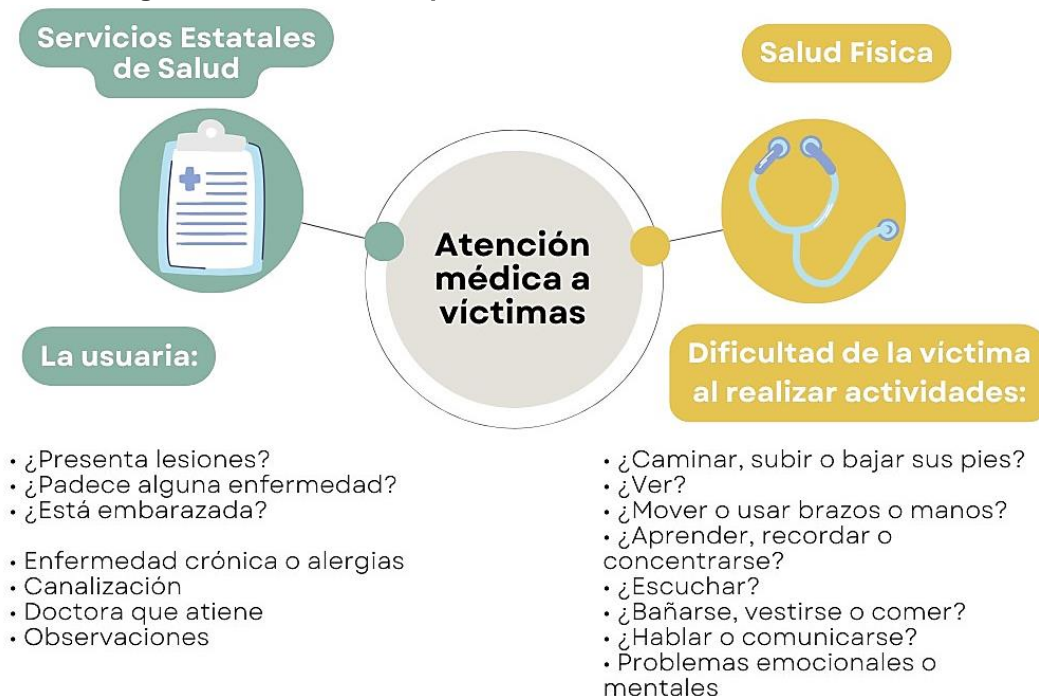 Servicios Estatales
de Salud
Salud Física
Atención
médica a
víctimas
La usuaria:
• ¿Presenta lesiones?
• ¿Padece alguna enfermedad?
• ¿Está embarazada?
• Enfermedad crónica o alergias
• Canalización
• Doctora que atiene
• Observaciones
Dificultad de la víctima
al realizar actividades:
• ¿Caminar, subir o bajar sus pies?
• ¿Ver?
• ¿Mover o usar brazos o manos?
• ¿Aprender, recordar o
concentrarse?
• ¿Escuchar?
• ¿Bañarse, vestirse o comer?
• ¿Hablar o comunicarse?
• Problemas emocionales o
mentales